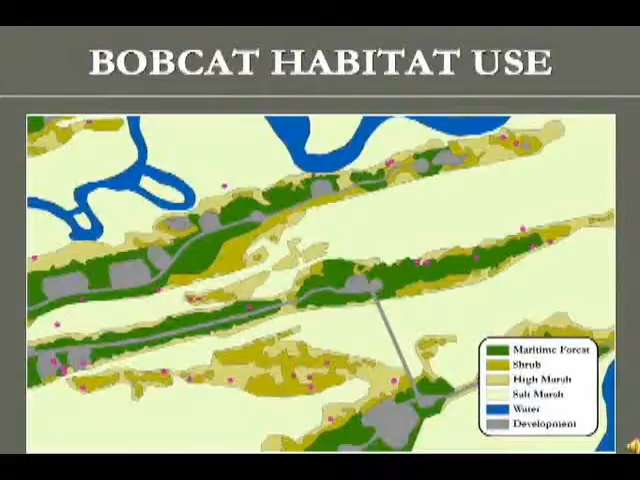 BOBCAT HABITAT USE
Maritime Forest
Shrub
High Marsh
Salt Marsh
Water
Development